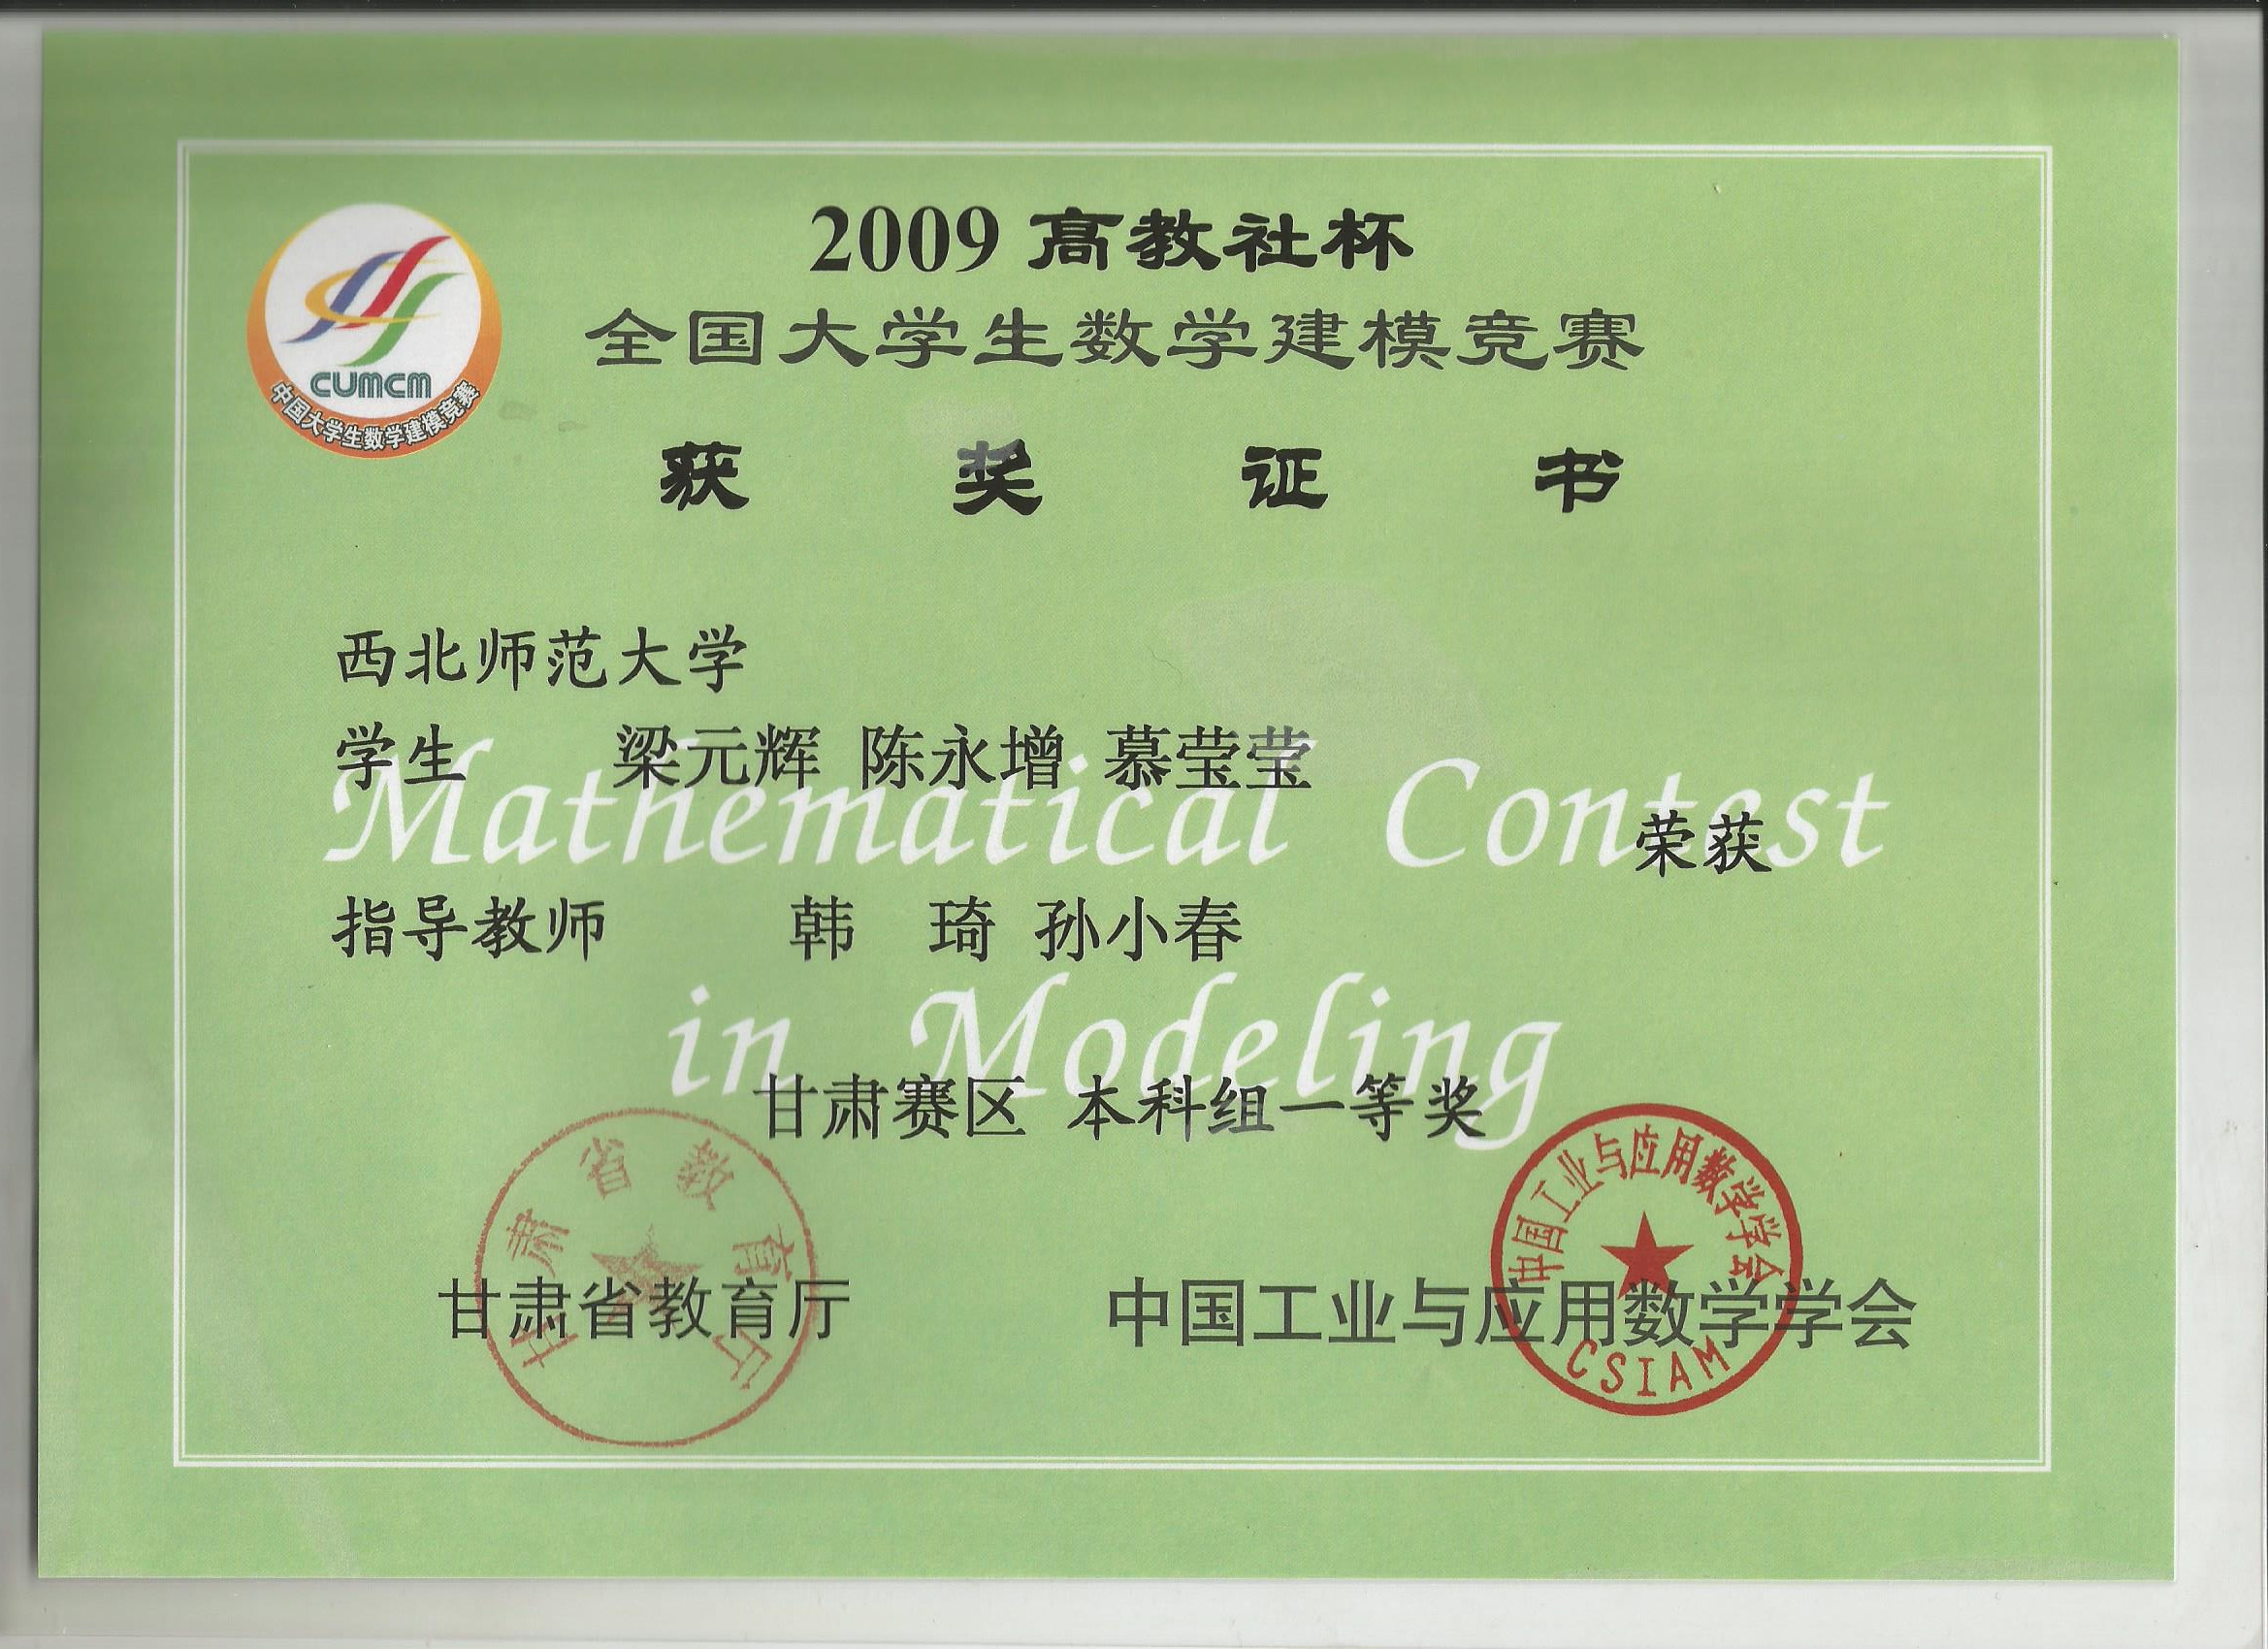 2009 高教社杯
全国大学生数学建模竞赛
CUMCM
中国大学生数学建模竞赛
获 奖 证 书
西北师范大学
学生 梁元辉 陈永增 慕莹莹
Mathematical Contest
荣获
指导教师 韩 琦 孙小春
in Modeling
甘肃赛区 本科组一等奖
甘肃省教育厅
中国工业与应用数学学会
甘肃省教育厅
中国工业与应用数学学会
CSIAM